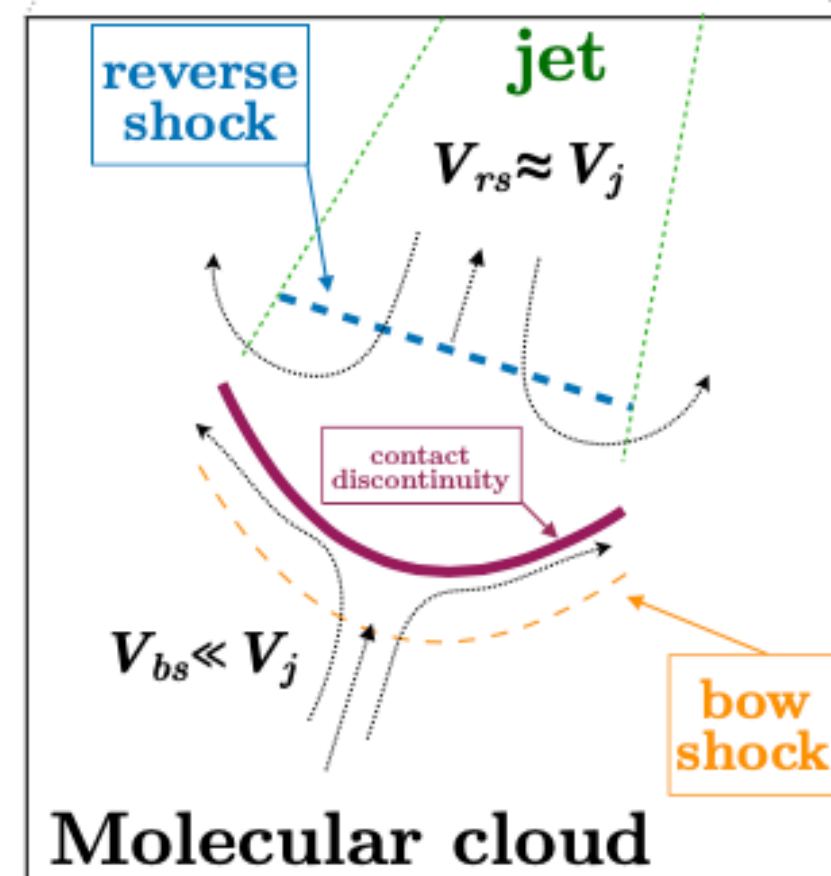 reverse
shock
jet
V_rs ≈ V_j
contact
discontinuity
V_bs ≪ V_j
bow
shock
Molecular cloud